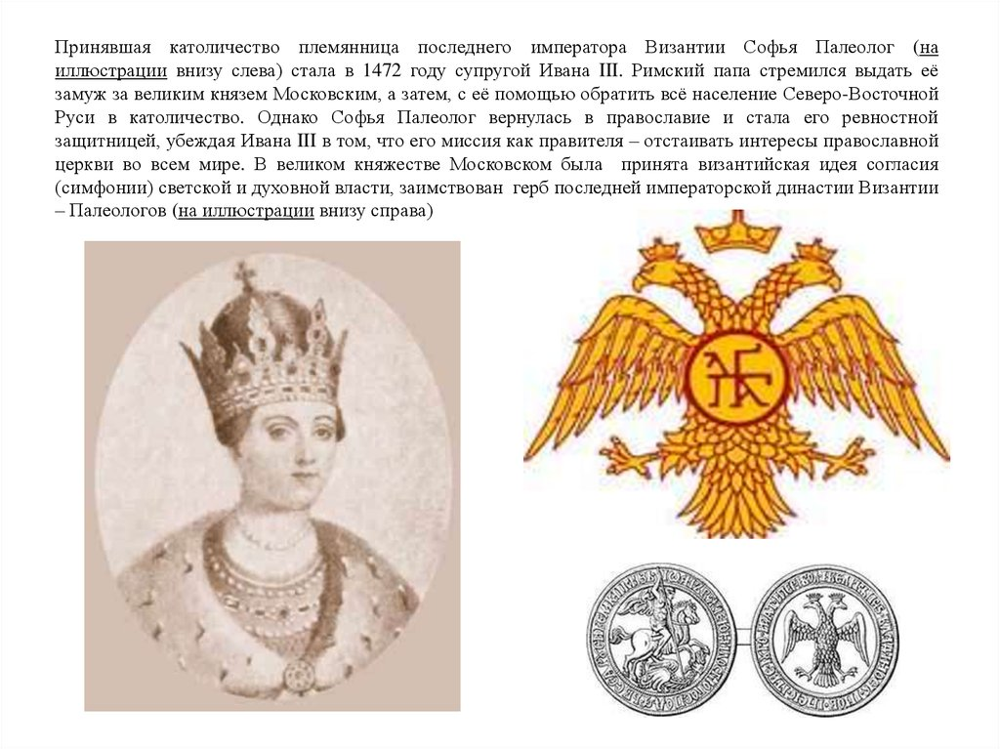 Принявшая католичество племянница последнего императора Византии Софья Палеолог (на
иллюстрации внизу слева) стала в 1472 году супругой Ивана III. Римский папа стремился выдать её
замуж за великим князем Московским, а затем, с её помощью обратить всё население Северо-Восточной
Руси в католичество. Однако Софья Палеолог вернулась в православие и стала его ревностной
защитницей, убеждая Ивана III в том, что его миссия как правителя – отстаивать интересы православной
церкви во всем мире. В великом княжестве Московском была принята византийская идея согласия
(симфонии) светской и духовной власти, заимствован герб последней императорской династии Византии
– Палеологов (на иллюстрации внизу справа)